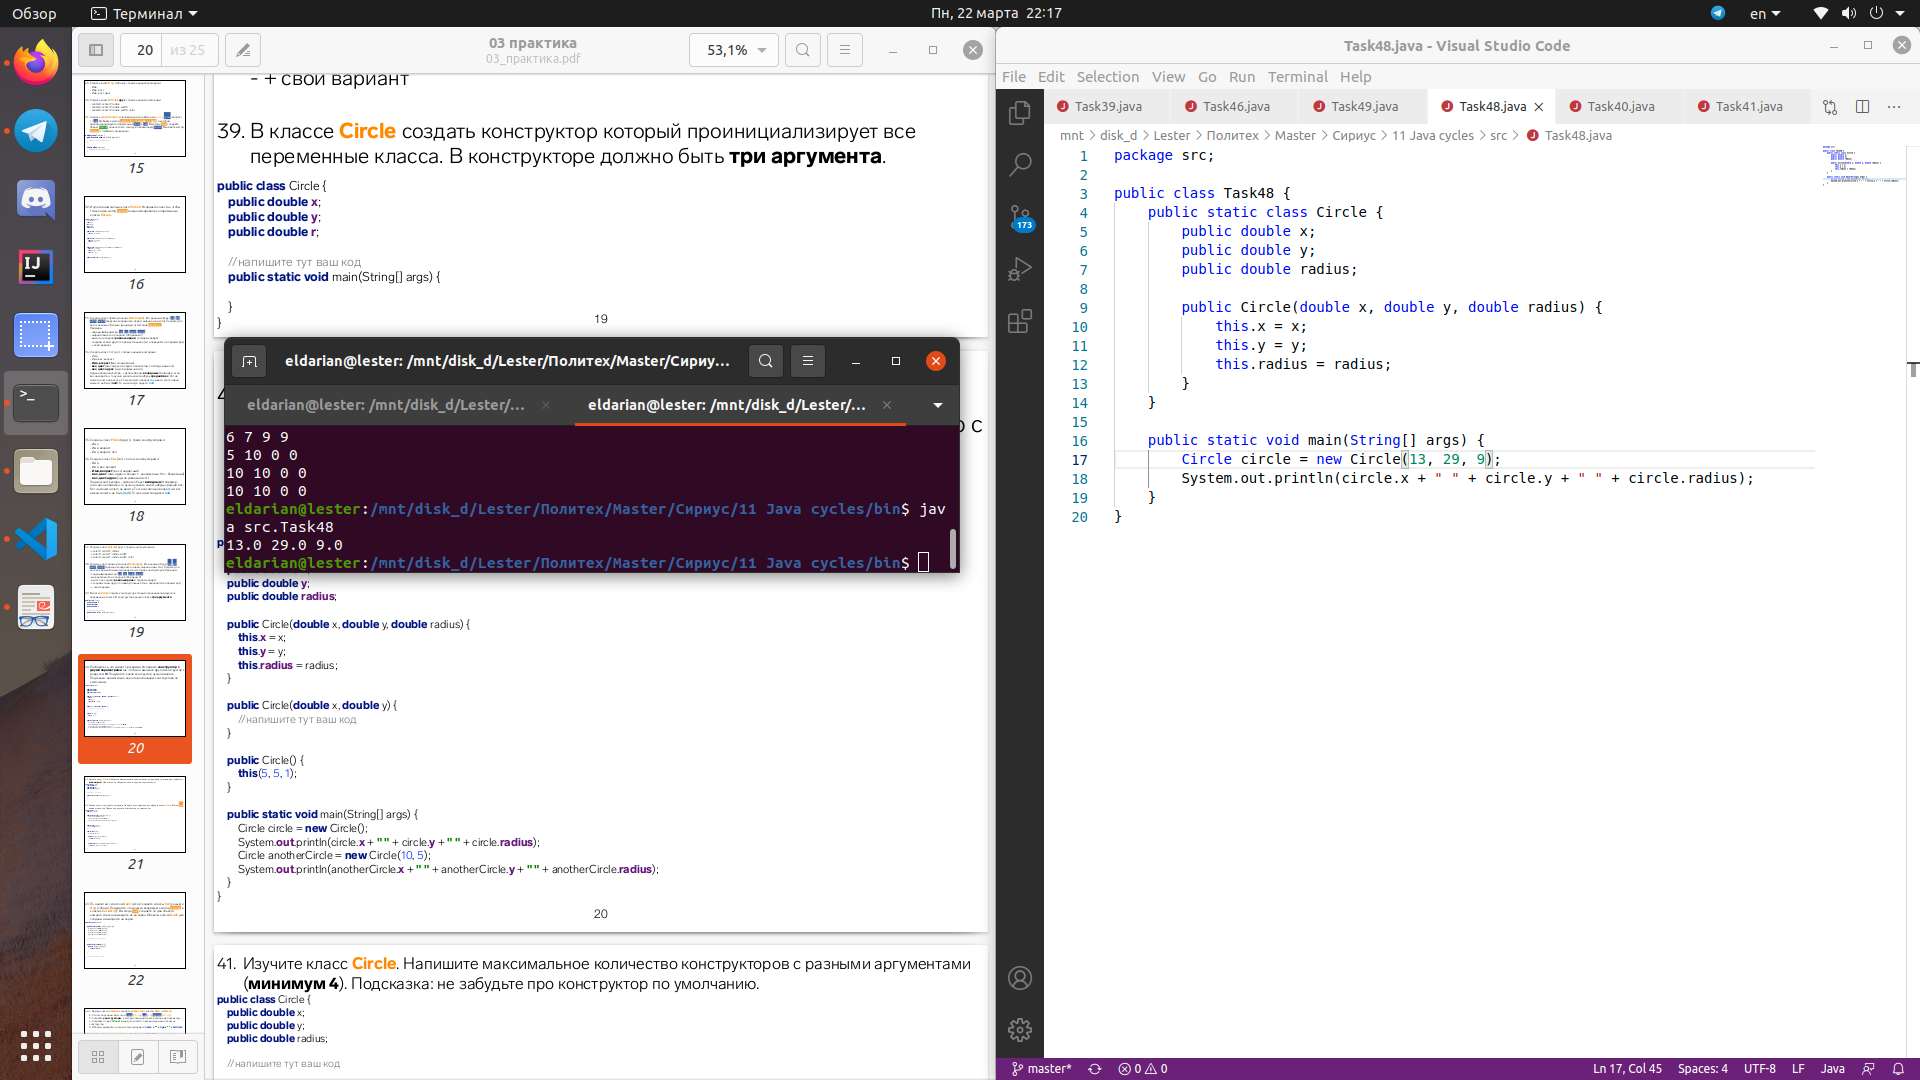 Обзор
Терминал
Пн, 22 марта 22:17
en
20 из 25
03 практика
03_практика.pdf
53,1%
15
16
17
18
19
20
21
22
- + свой вариант
39. В классе Circle создать конструктор который проинициализирует все
переменные класса. В конструкторе должно быть три аргумента.
public class Circle {
public double x;
public double y;
public double r;
//напишите тут ваш код
public static void main(String[] args) {
}
}
19
eldarian@lester: /mnt/disk_d/Lester/Политех/Master/Сириу...
eldarian@lester: /mnt/disk_d/Lester/...
eldarian@lester: /mnt/disk_d/Lester/...
6 7 9 9
5 10 0 0
10 10 0 0
10 10 0 0
eldarian@lester:/mnt/disk_d/Lester/Политех/Master/Сириус/11 Java cycles/bin$ jav
a src.Task48
13.0 29.0 9.0
eldarian@lester:/mnt/disk_d/Lester/Политех/Master/Сириус/11 Java cycles/bin$
public double y;
public double radius;
public Circle(double x, double y, double radius) {
this.x = x;
this.y = y;
this.radius = radius;
}
public Circle(double x, double y) {
//напишите тут ваш код
}
public Circle() {
this(5, 5, 1);
}
public static void main(String[] args) {
Circle circle = new Circle();
System.out.println(circle.x + " " + circle.y + " " + circle.radius);
Circle anotherCircle = new Circle(10, 5);
System.out.println(anotherCircle.x + " " + anotherCircle.y + " " + anotherCircle.radius);
}
}
20
41. Изучите класс Circle. Напишите максимальное количество конструкторов с разными аргументами
(минимум 4). Подсказка: не забудьте про конструктор по умолчанию.
public class Circle {
public double x;
public double y;
public double radius;
//напишите тут ваш код
Task48.java - Visual Studio Code
File Edit Selection View Go Run Terminal Help
Task39.java Task46.java Task49.java Task48.java Task40.java Task41.java
mnt > disk_d > Lester > Политех > Master > Сириус > 11 Java cycles > src > Task48.java
173
1 package src;
2
3 public class Task48 {
4 public static class Circle {
5 public double x;
6 public double y;
7 public double radius;
8
9 public Circle(double x, double y, double radius) {
10 this.x = x;
11 this.y = y;
12 this.radius = radius;
13 }
14 }
15
16 public static void main(String[] args) {
17 Circle circle = new Circle(13, 29, 9);
18 System.out.println(circle.x + " " + circle.y + " " + circle.radius);
19 }
20 }
master* 0 0
Ln 17, Col 45 Spaces: 4 UTF-8 LF Java